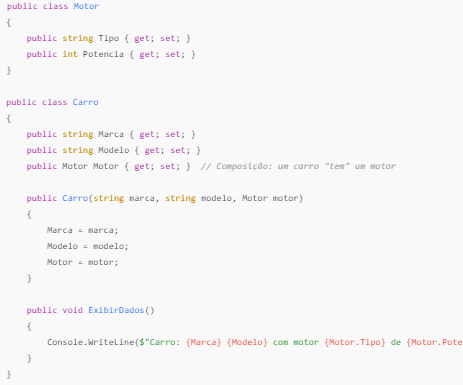 public class Motor
{
    public string Tipo { get; set; }
    public int Potencia { get; set; }
}

public class Carro
{
    public string Marca { get; set; }
    public string Modelo { get; set; }
    public Motor Motor { get; set; }  // Composição: um carro "tem" um motor

    public Carro(string marca, string modelo, Motor motor)
    {
        Marca = marca;
        Modelo = modelo;
        Motor = motor;
    }

    public void ExibirDados()
    {
        Console.WriteLine($"Carro: {Marca} {Modelo} com motor {Motor.Tipo} de {Motor.Pote
    }
}